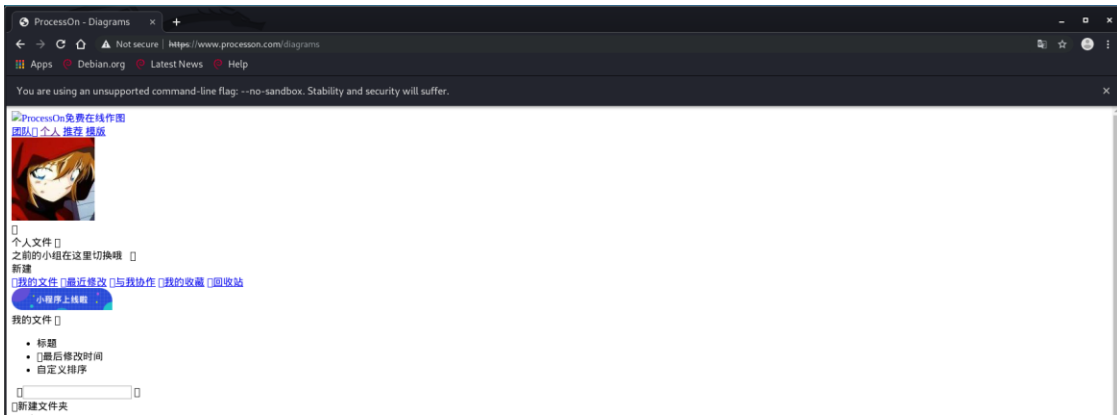 ProcessOn - Diagrams
Not secure | https://www.processon.com/diagrams
Apps Debian.org Latest News Help
You are using an unsupported command-line flag: --no-sandbox. Stability and security will suffer.
ProcessOn免费在线作图
团队 个人 推荐 模版
个人文件
之前的小组在这里切换哦
新建
我的文件 最近修改 与我协作 我的收藏 回收站
小程序上线啦
我的文件
标题
最后修改时间
自定义排序
新建文件夹